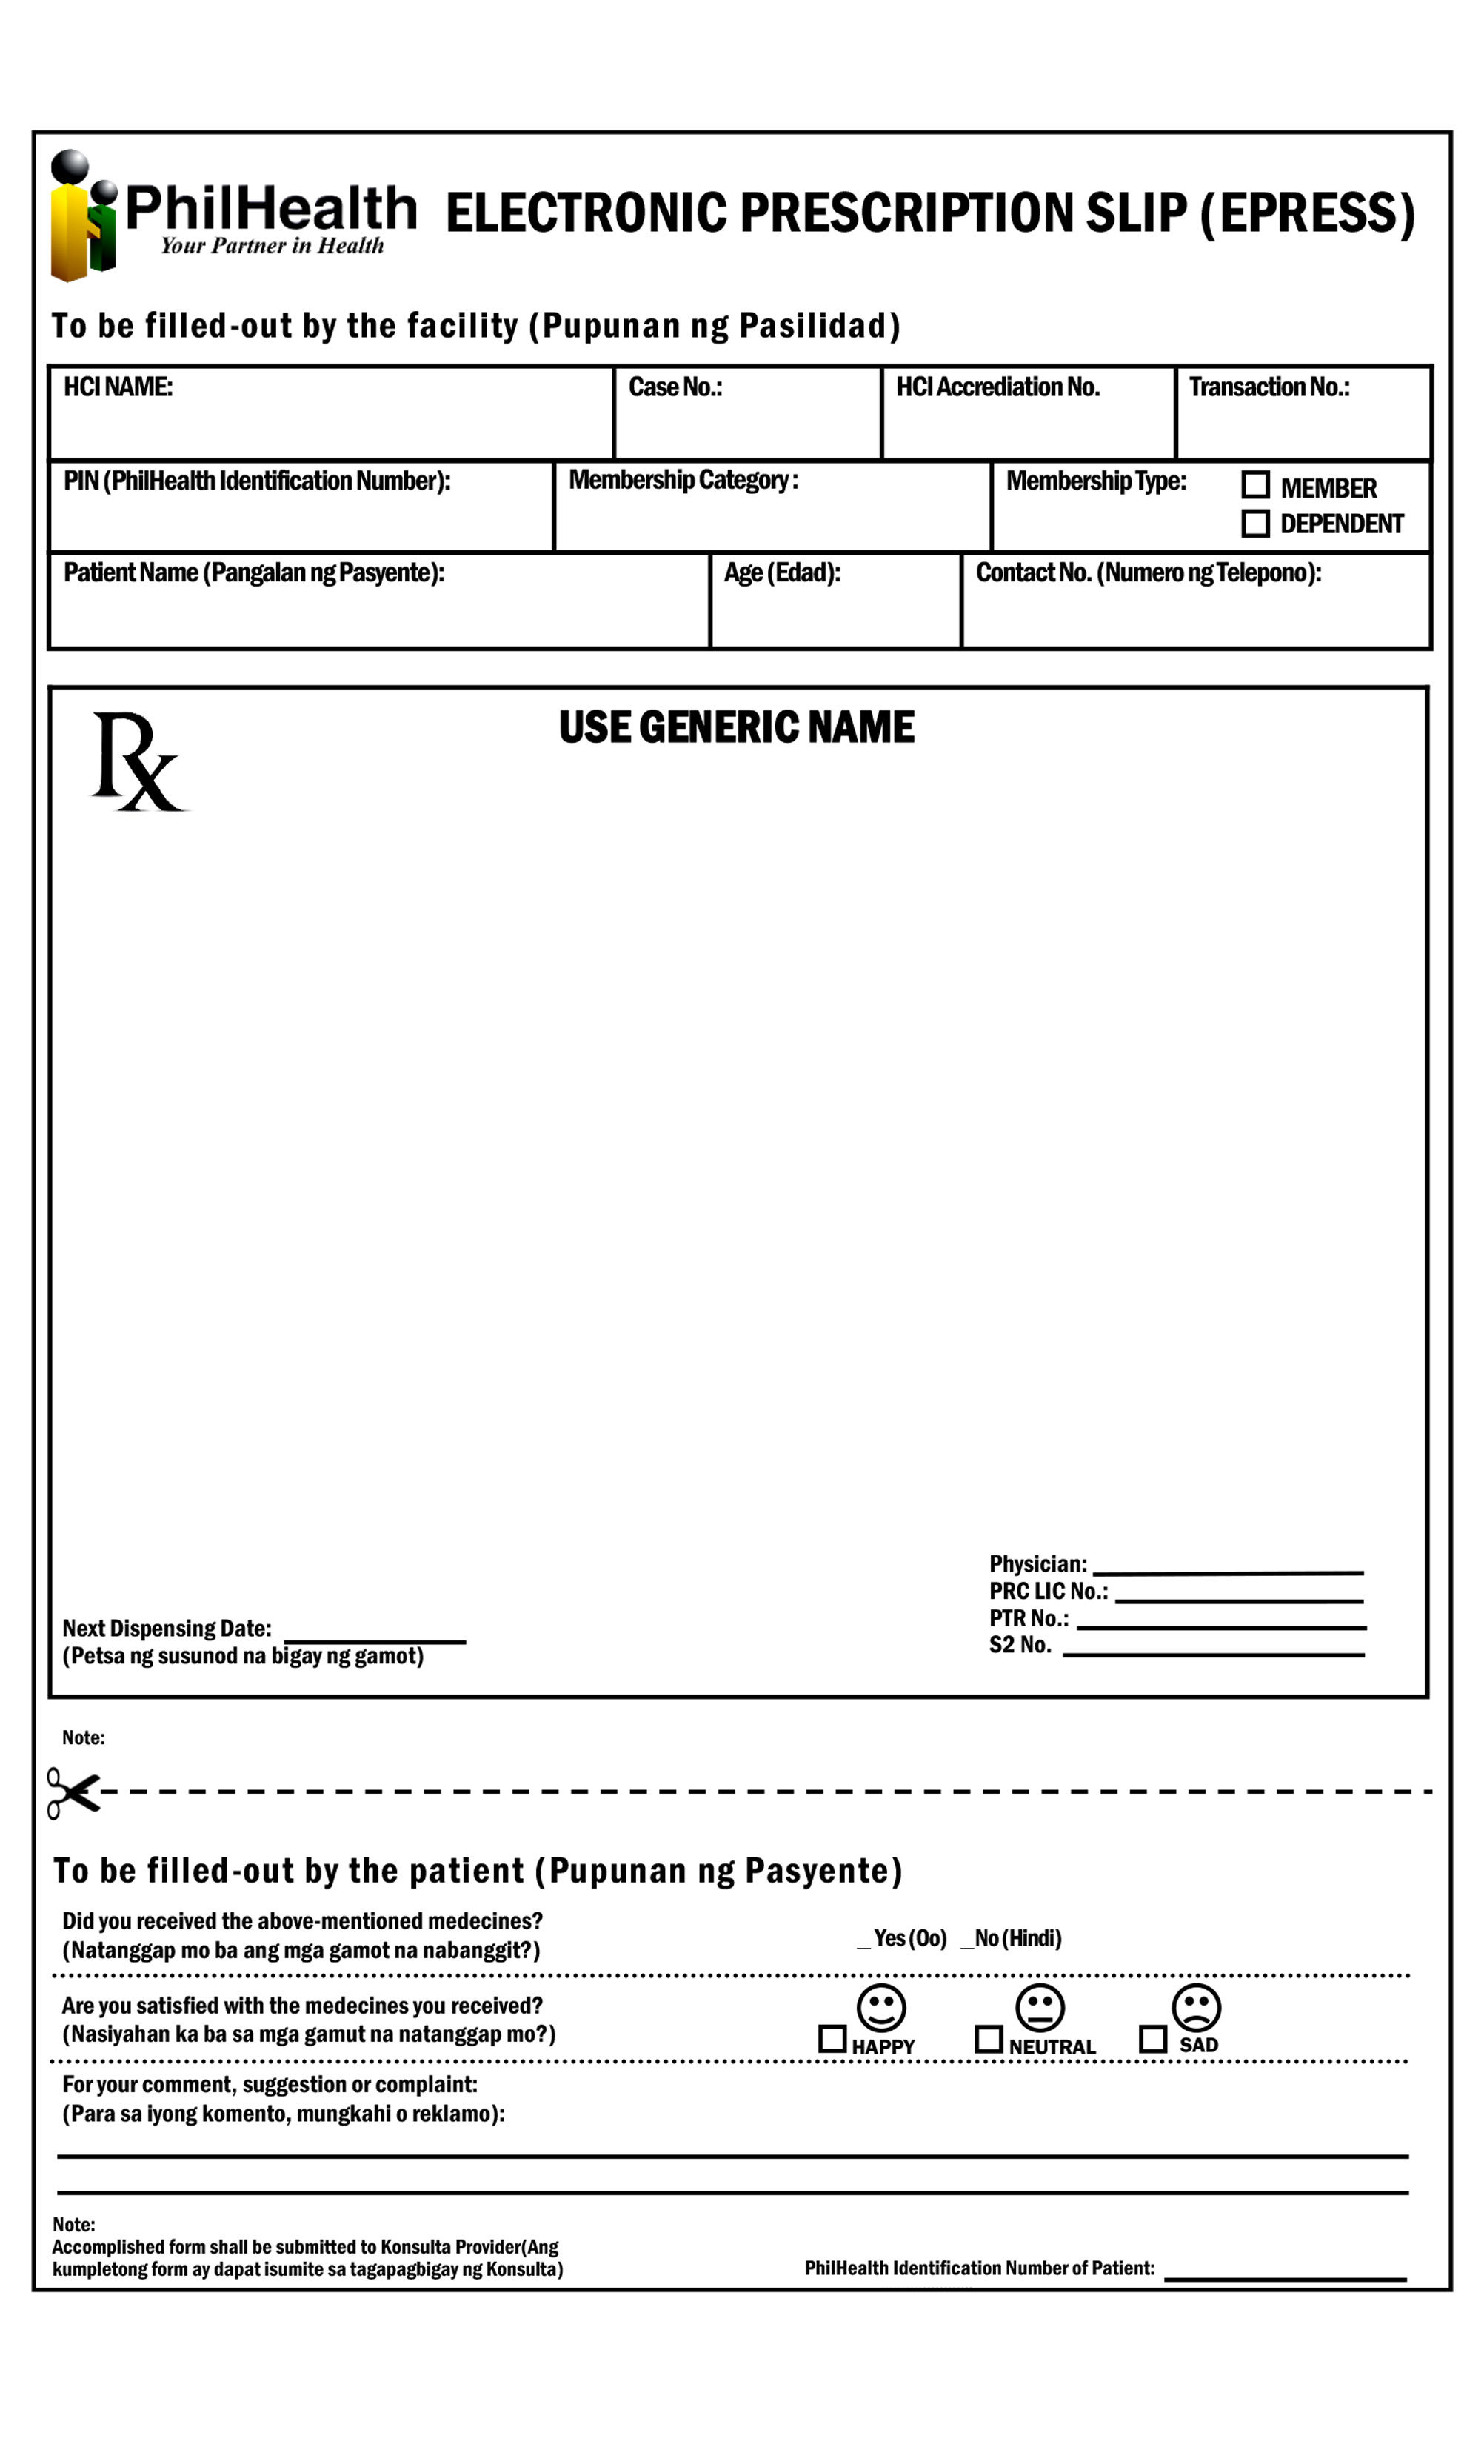 PhilHealth
Your Partner in Health
ELECTRONIC PRESCRIPTION SLIP (EPRESS)
To be filled-out by the facility (Pupunan ng Pasilidad)
HCI NAME:
Case No.:
HCI Accrediation No.
Transaction No.:
PIN (PhilHealth Identification Number):
Membership Category :
Membership Type:
MEMBER
DEPENDENT
Patient Name (Pangalan ng Pasyente):
Age (Edad):
Contact No. (Numero ng Telepono):
Rx
USE GENERIC NAME
Physician:
PRC LIC No.:
PTR No.:
S2 No.
Next Dispensing Date:
(Petsa ng susunod na bigay ng gamot)
Note:
To be filled-out by the patient (Pupunan ng Pasyente)
Did you received the above-mentioned medecines?
(Natanggap mo ba ang mga gamot na nabanggit?)
_ Yes (Oo) _No (Hindi)
Are you satisfied with the medecines you received?
(Nasiyahan ka ba sa mga gamut na natanggap mo?)
HAPPY
NEUTRAL
SAD
For your comment, suggestion or complaint:
(Para sa iyong komento, mungkahi o reklamo):
Note:
Accomplished form shall be submitted to Konsulta Provider(Ang
kumpletong form ay dapat isumite sa tagapagbigay ng Konsulta)
PhilHealth Identification Number of Patient: